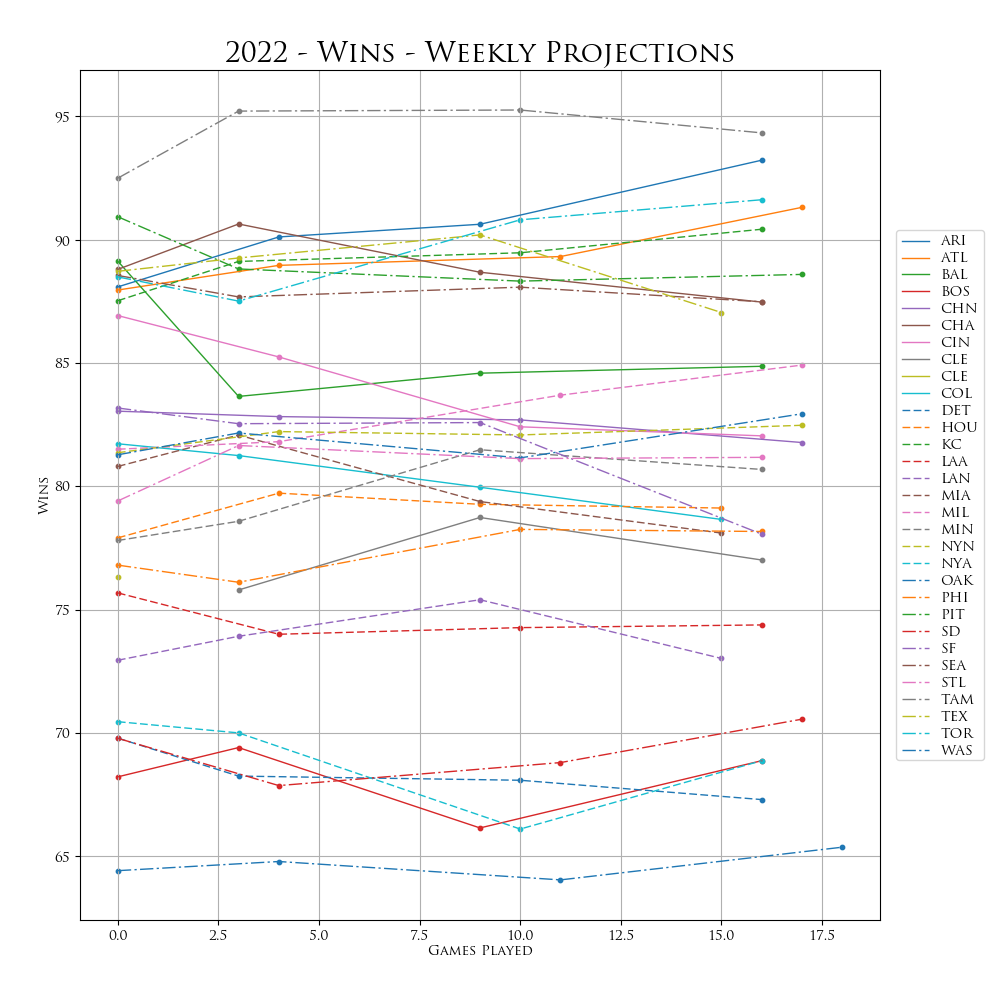 2022 - Wins - Weekly Projections
95
90
85
80
75
70
65
Wins
0.0 2.5 5.0 7.5 10.0 12.5 15.0 17.5
Games Played
ARI
ATL
BAL
BOS
CHN
CHA
CIN
CLE
CLE
COL
DET
HOU
KC
LAA
LAN
MIA
MIL
MIN
NYN
NYA
OAK
PHI
PIT
SD
SF
SEA
STL
TAM
TEX
TOR
WAS